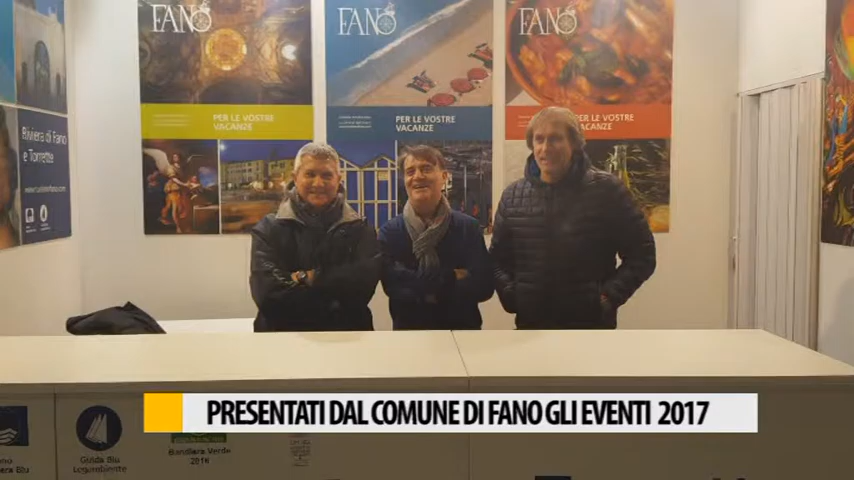 FANO
FANO
FANO
PER LE VOSTRE
VACANZE
PER LE VOSTRE
VACANZE
PER LE VOSTRE
VACANZE
Riviera di Fano
e Torrette
PRESENTATI DAL COMUNE DI FANO GLI EVENTI 2017
Guida Blu
Legambiente
Bandiera Verde
2016